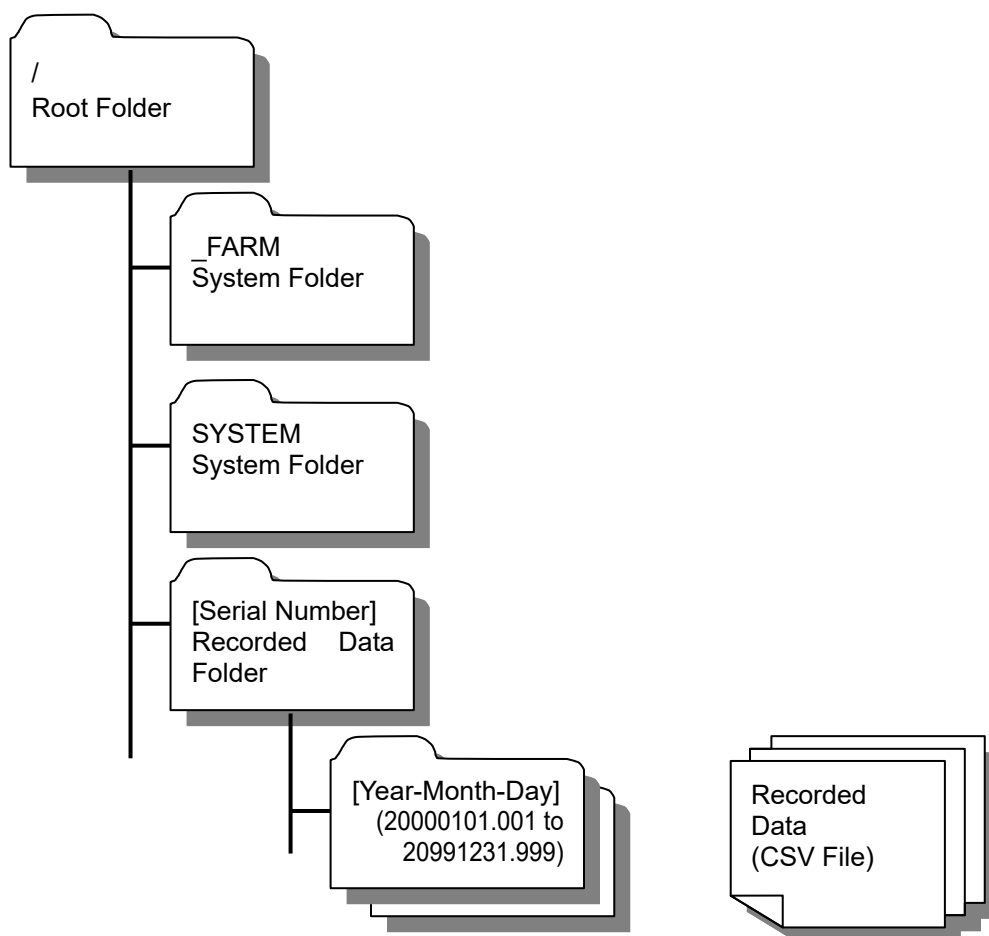 /
Root Folder
_FARM
System Folder
SYSTEM
System Folder
[Serial Number]
Recorded Data
Folder
[Year-Month-Day]
(20000101.001 to
20991231.999)
Recorded
Data
(CSV File)